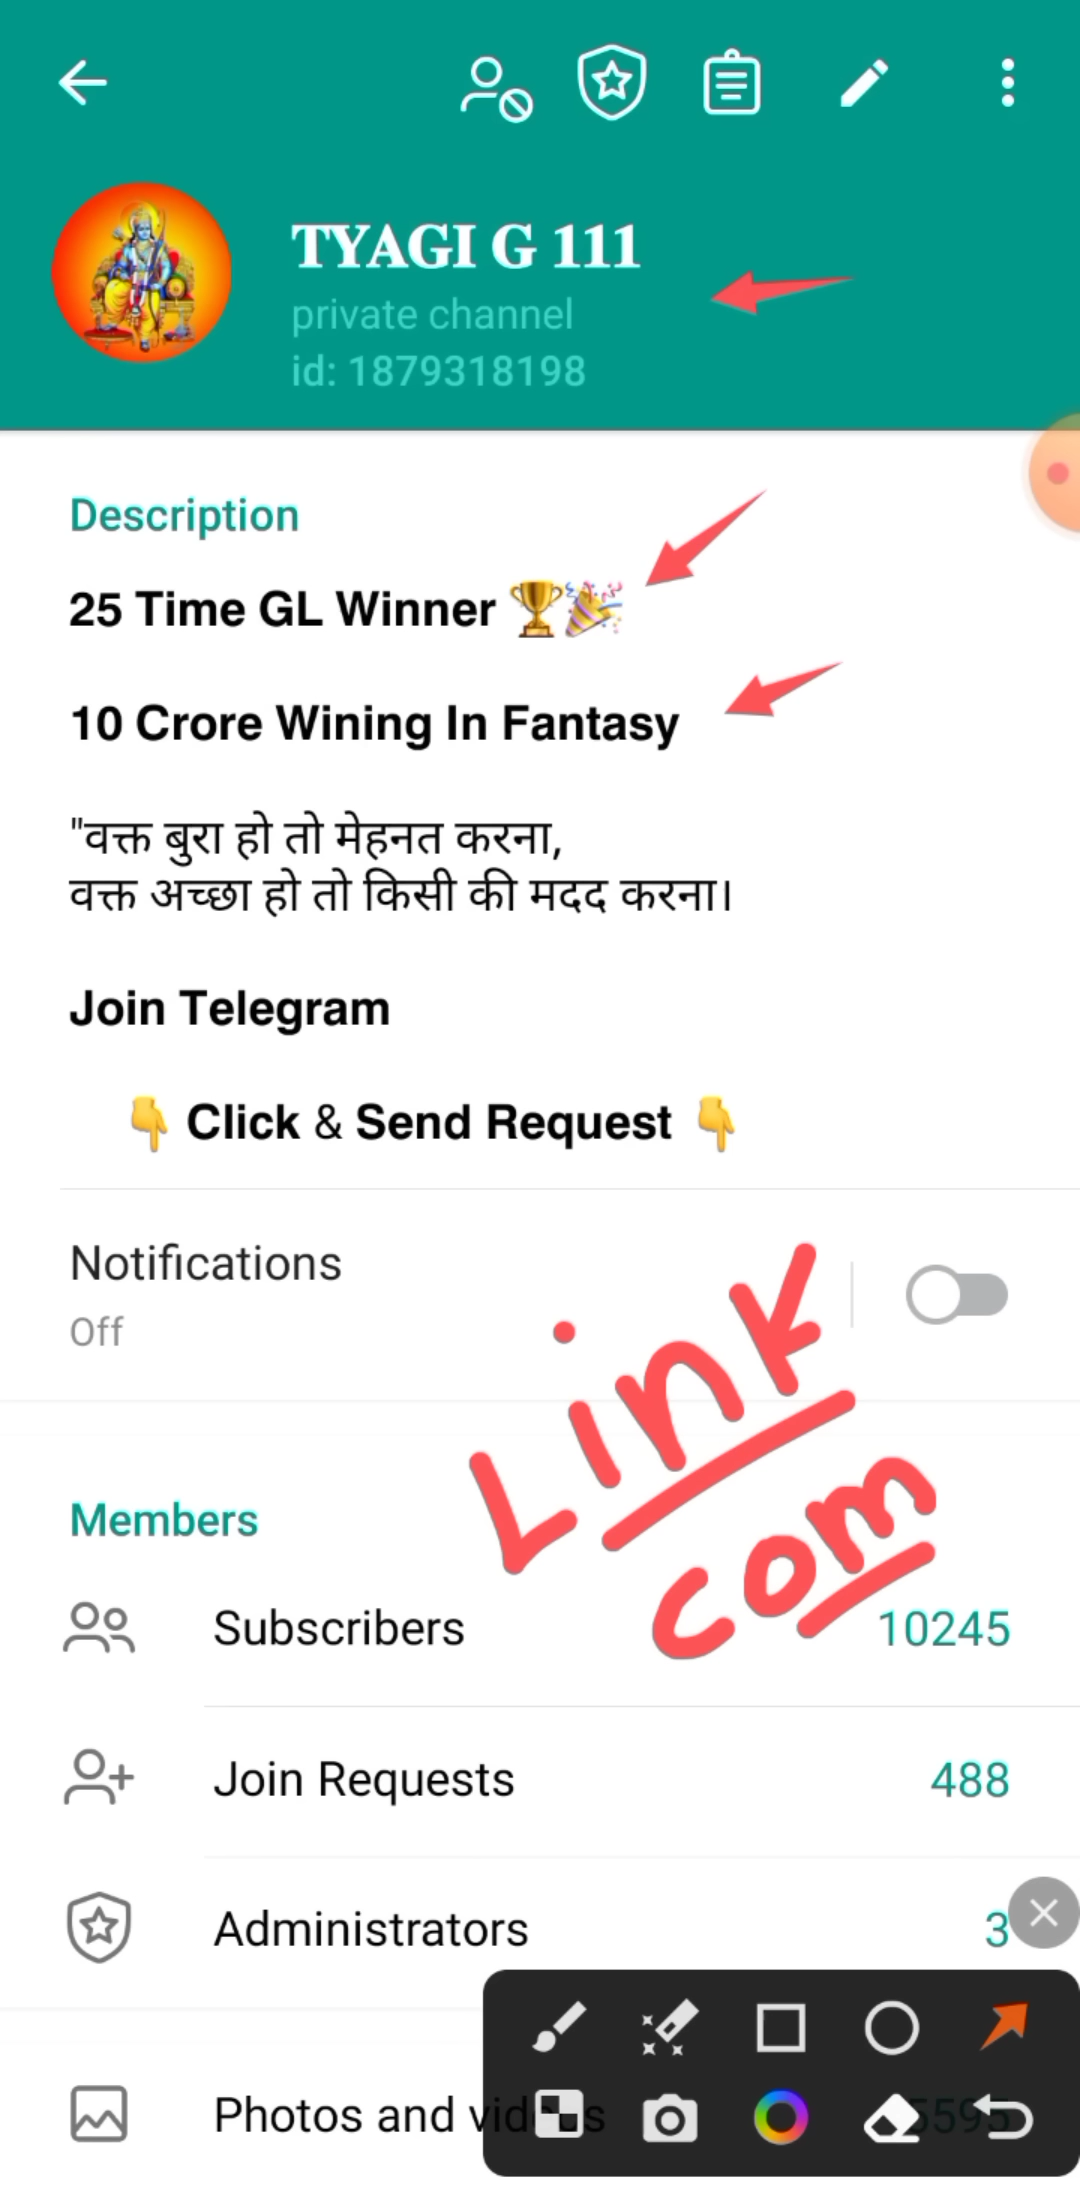 TYAGI G 111
private channel
id: 1879318198
Description
25 Time GL Winner 🏆🎉
10 Crore Wining In Fantasy
"वक्त बुरा हो तो मेहनत करना,
वक्त अच्छा हो तो किसी की मदद करना।
Join Telegram
👇 Click & Send Request 👇
Notifications
Off
Link
com
Members
Subscribers 10245
Join Requests 488
Administrators 3
Photos and videos 5595